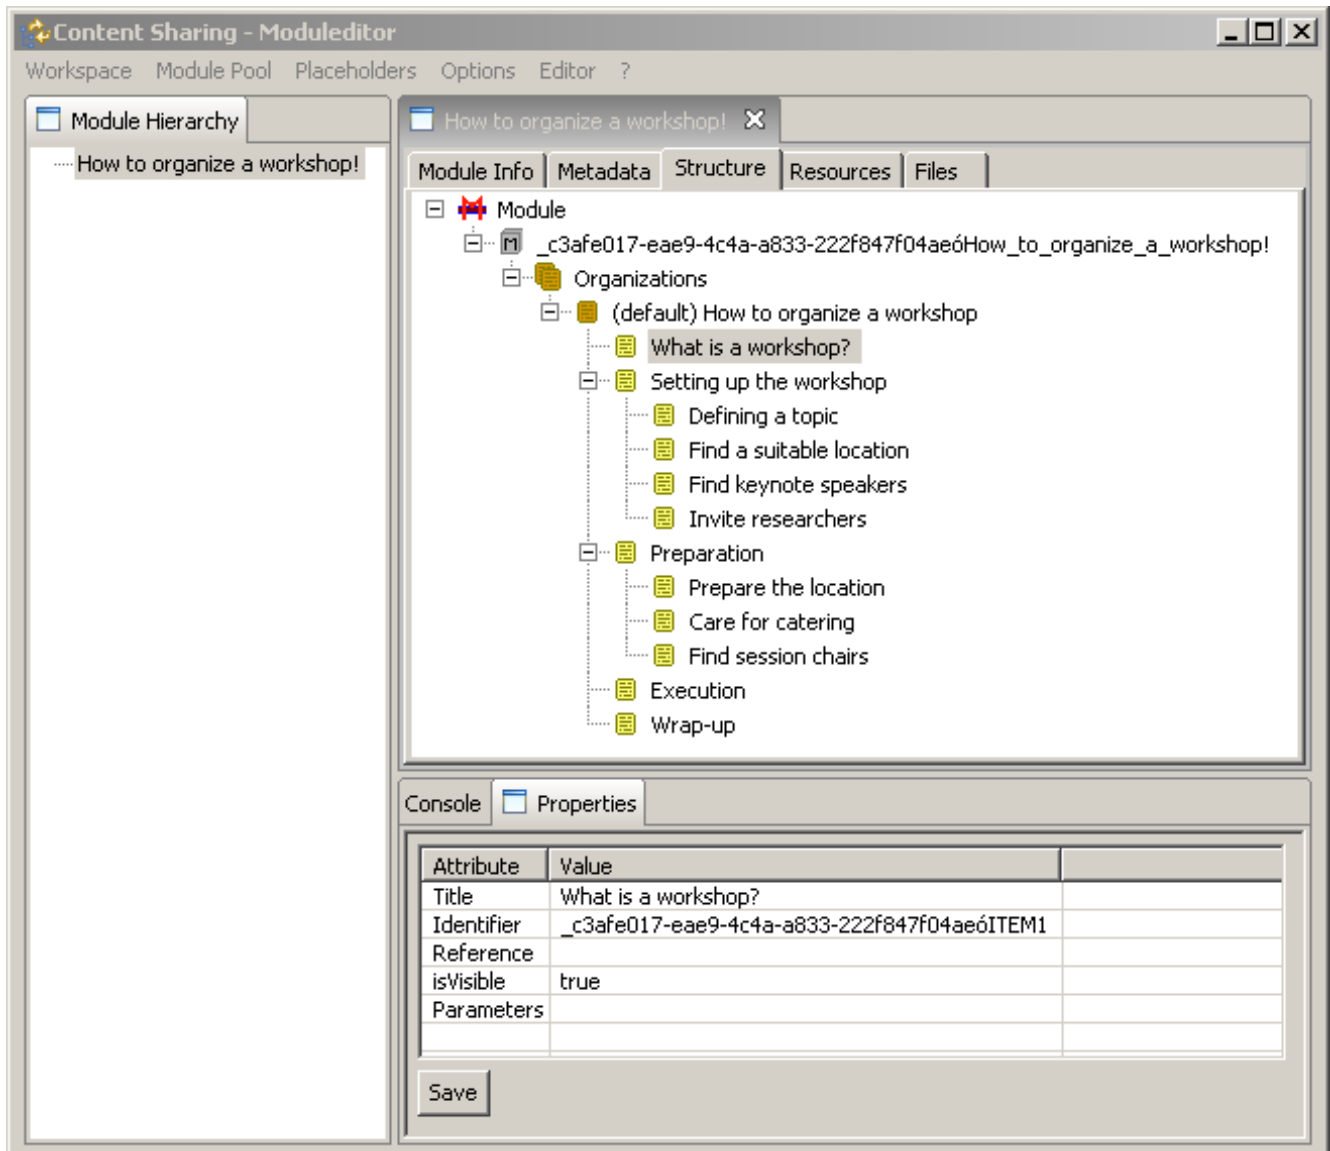 Content Sharing - Moduleditor
Workspace Module Pool Placeholders Options Editor ?
Module Hierarchy
How to organize a workshop!
How to organize a workshop!
Module Info Metadata Structure Resources Files
Module
M _c3afe017-eae9-4c4a-a833-222f847f04aeóHow_to_organize_a_workshop!
Organizations
(default) How to organize a workshop
What is a workshop?
Setting up the workshop
Defining a topic
Find a suitable location
Find keynote speakers
Invite researchers
Preparation
Prepare the location
Care for catering
Find session chairs
Execution
Wrap-up
Console Properties
Attribute Value
Title What is a workshop?
Identifier _c3afe017-eae9-4c4a-a833-222f847f04aeóITEM1
Reference
isVisible true
Parameters
Save